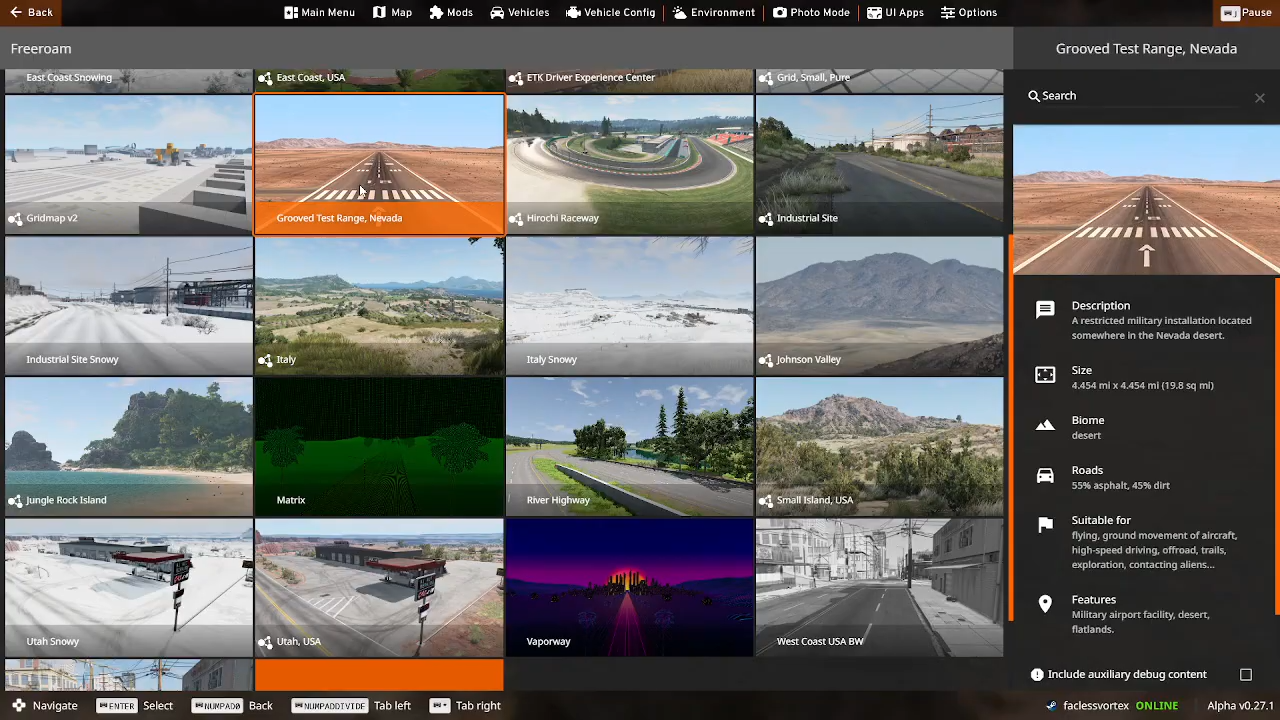 Back
Main Menu
Map
Mods
Vehicles
Vehicle Config
Environment
Photo Mode
UI Apps
Options
Pause
Freeroam
Grooved Test Range, Nevada
East Coast Snowing
East Coast, USA
ETK Driver Experience Center
Grid, Small, Pure
Search
Gridmap v2
Grooved Test Range, Nevada
Hirochi Raceway
Industrial Site
Industrial Site Snowy
Italy
Italy Snowy
Johnson Valley
Jungle Rock Island
Matrix
River Highway
Small Island, USA
Utah Snowy
Utah, USA
Vaporway
West Coast USA BW
Description
A restricted military installation located
somewhere in the Nevada desert.
Size
4.454 mi x 4.454 mi (19.8 sq mi)
Biome
desert
Roads
55% asphalt, 45% dirt
Suitable for
flying, ground movement of aircraft,
high-speed driving, offroad, trails,
exploration, contacting aliens...
Features
Military airport facility, desert,
flatlands.
Include auxiliary debug content
Navigate
ENTER Select
NUMPAD0 Back
NUMPADDIVIDE Tab left
Tab right
faclessvortex ONLINE
Alpha v0.27.1